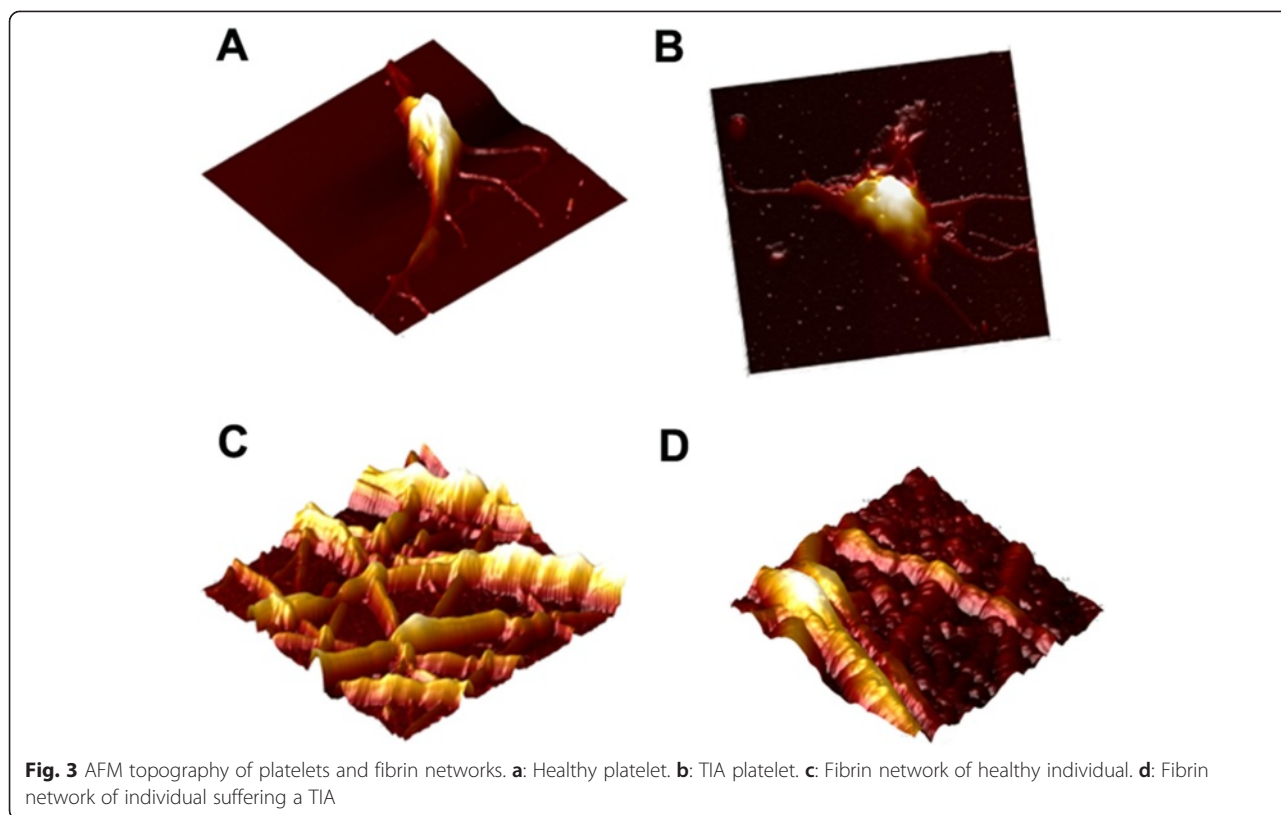 A
B
C
D
Fig. 3 AFM topography of platelets and fibrin networks. a: Healthy platelet. b: TIA platelet. c: Fibrin network of healthy individual. d: Fibrin
network of individual suffering a TIA